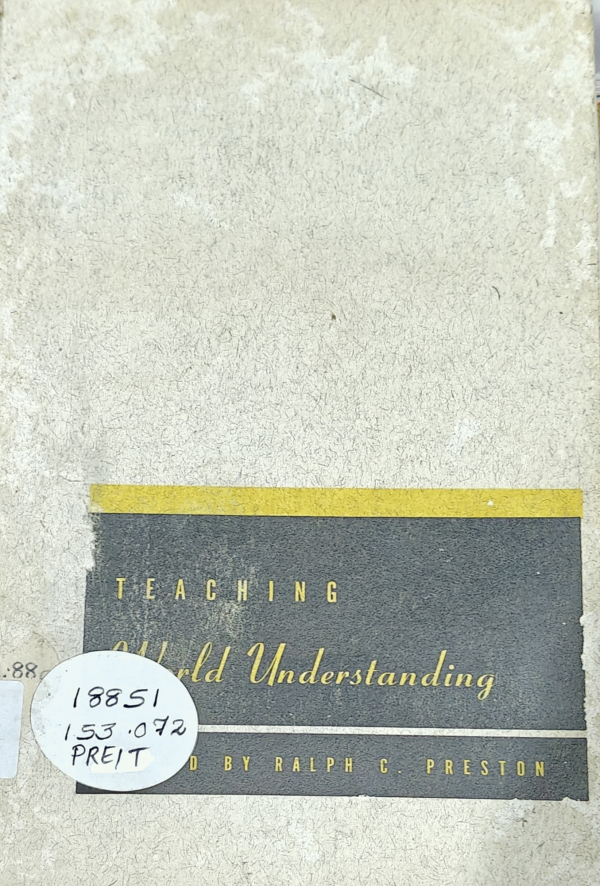 TEACHING
World Understanding
D BY RALPH C. PRESTON
.88
18851
153.072
PREIT